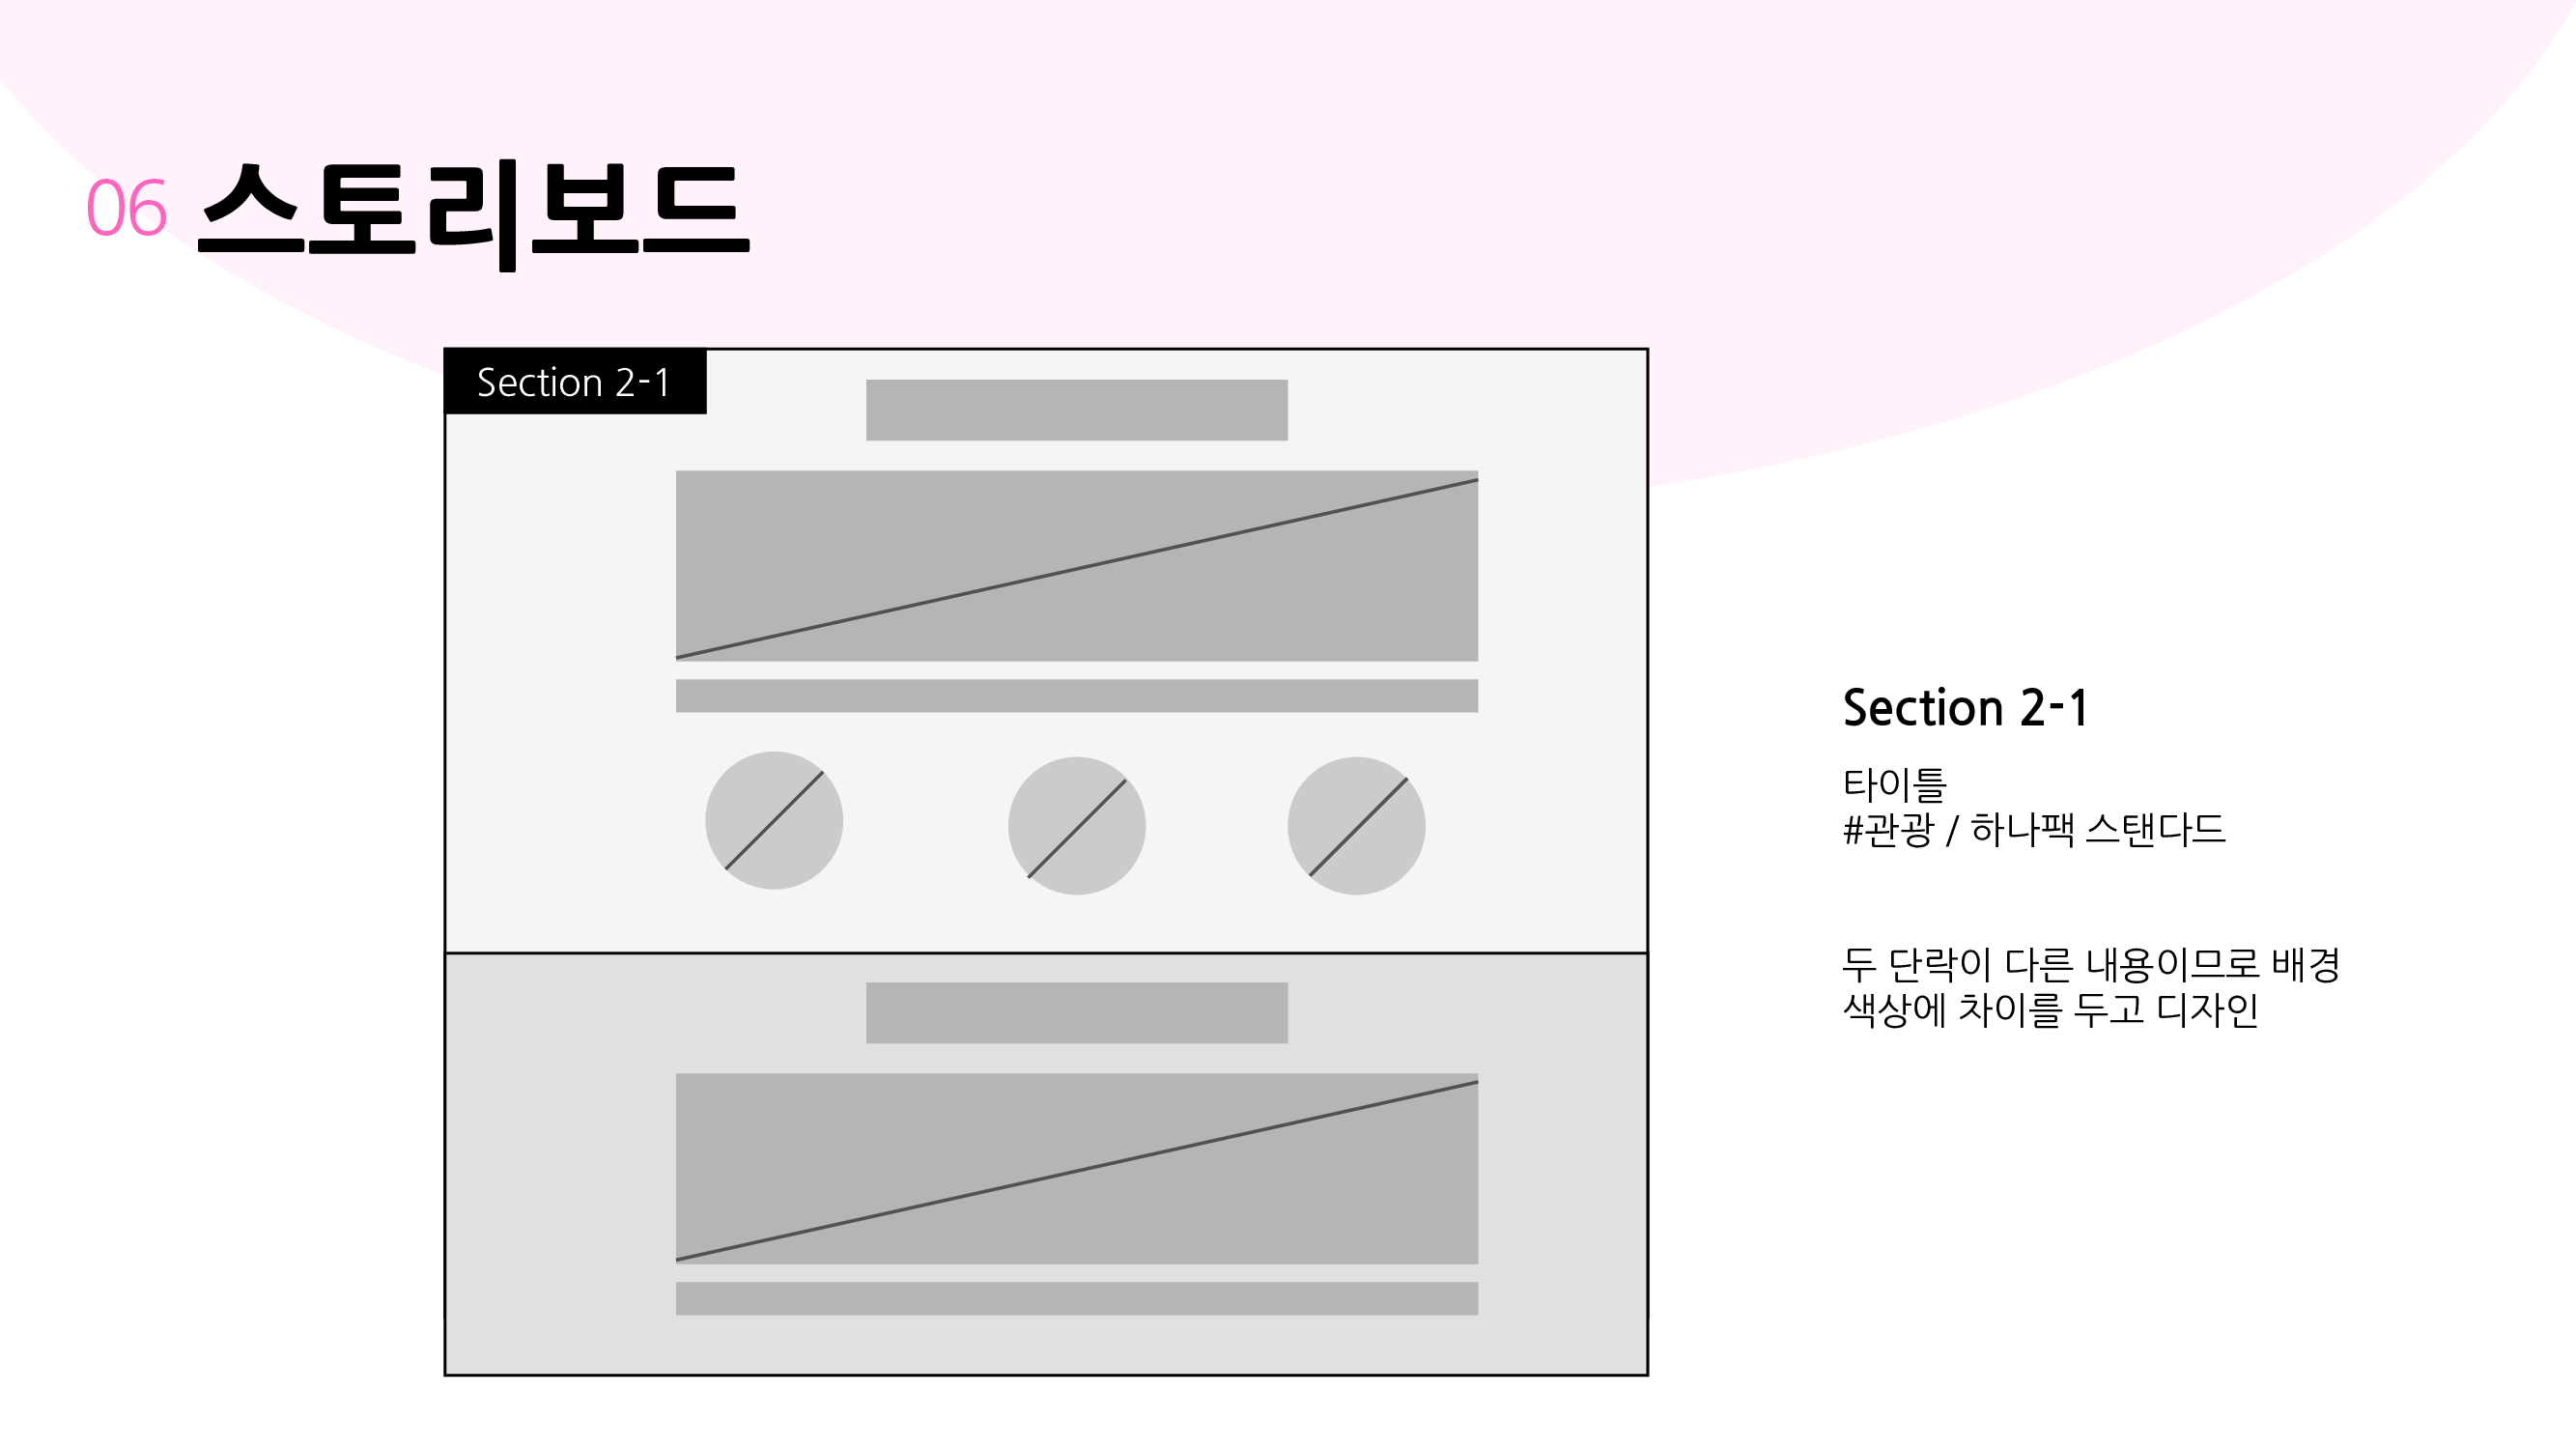 06 스토리보드
Section 2-1
Section 2-1
타이틀
#관광 / 하나팩 스탠다드
두 단락이 다른 내용이므로 배경
색상에 차이를 두고 디자인